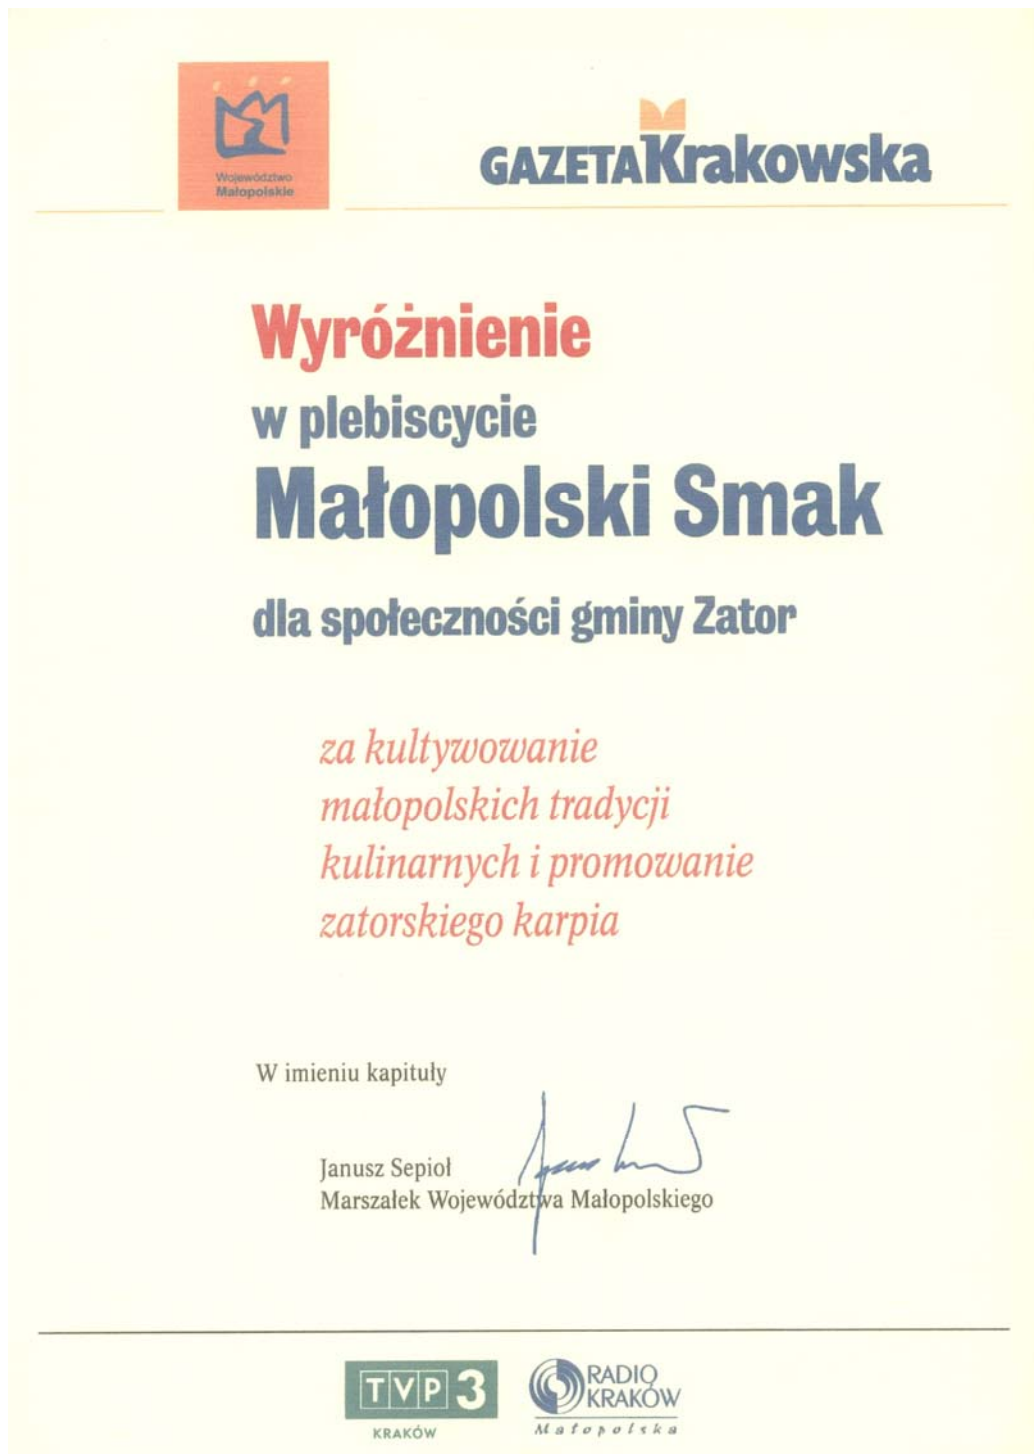 Województwo
Małopolskie
GAZETA Krakowska
Wyróżnienie
w plebiscycie
Małopolski Smak
dla społeczności gminy Zator
za kultywowanie
małopolskich tradycji
kulinarnych i promowanie
zatorskiego karpia
W imieniu kapituły
Janusz Sepioł
Marszałek Województwa Małopolskiego
TVP 3
KRAKÓW
RADIO
KRAKÓW
Małopolska